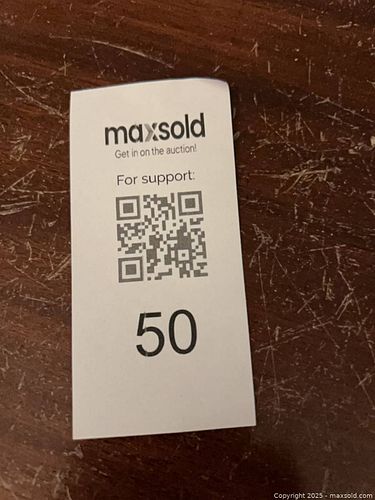 maxsold
Get in on the auction!
For support:
50
Copyright 2025 - maxsold.com